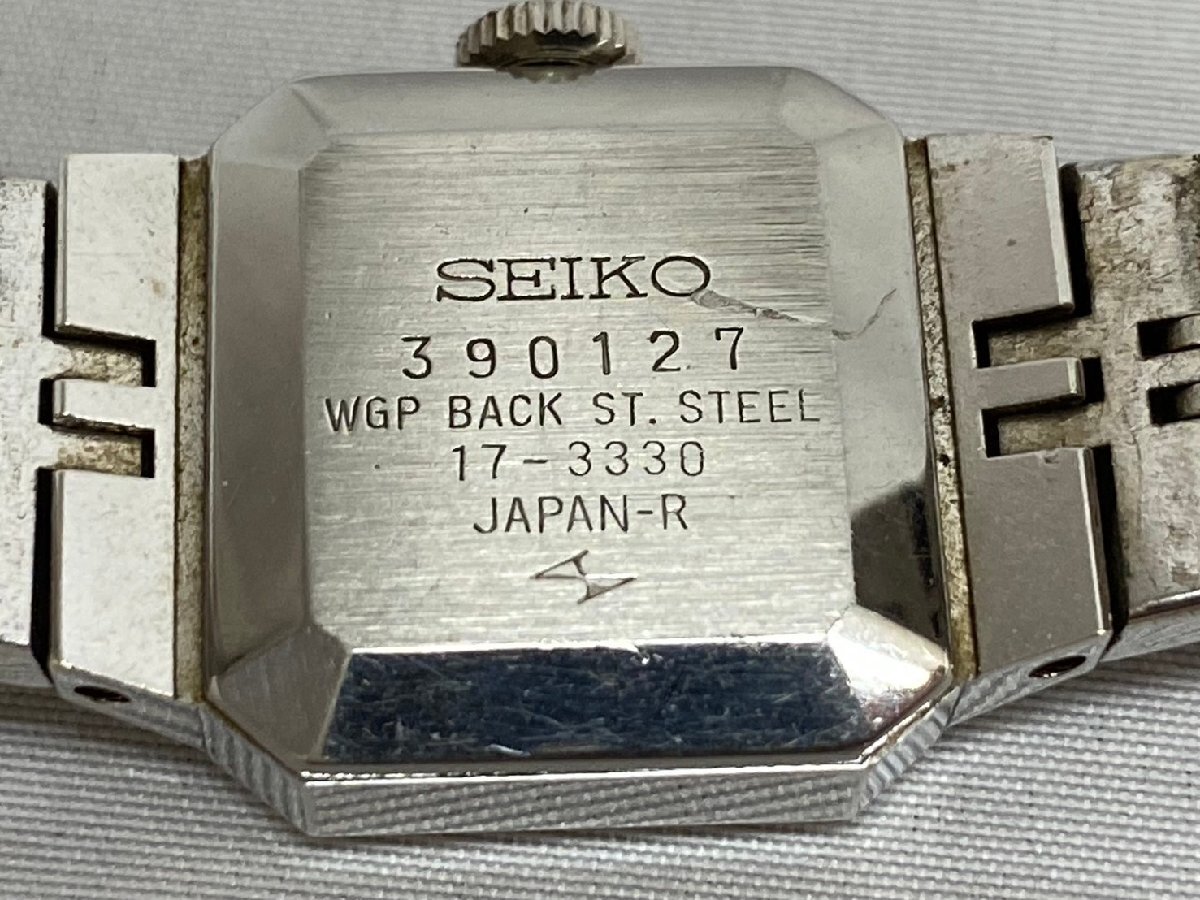 SEIKO
390127
WGP BACK ST. STEEL
17-3330
JAPAN-R